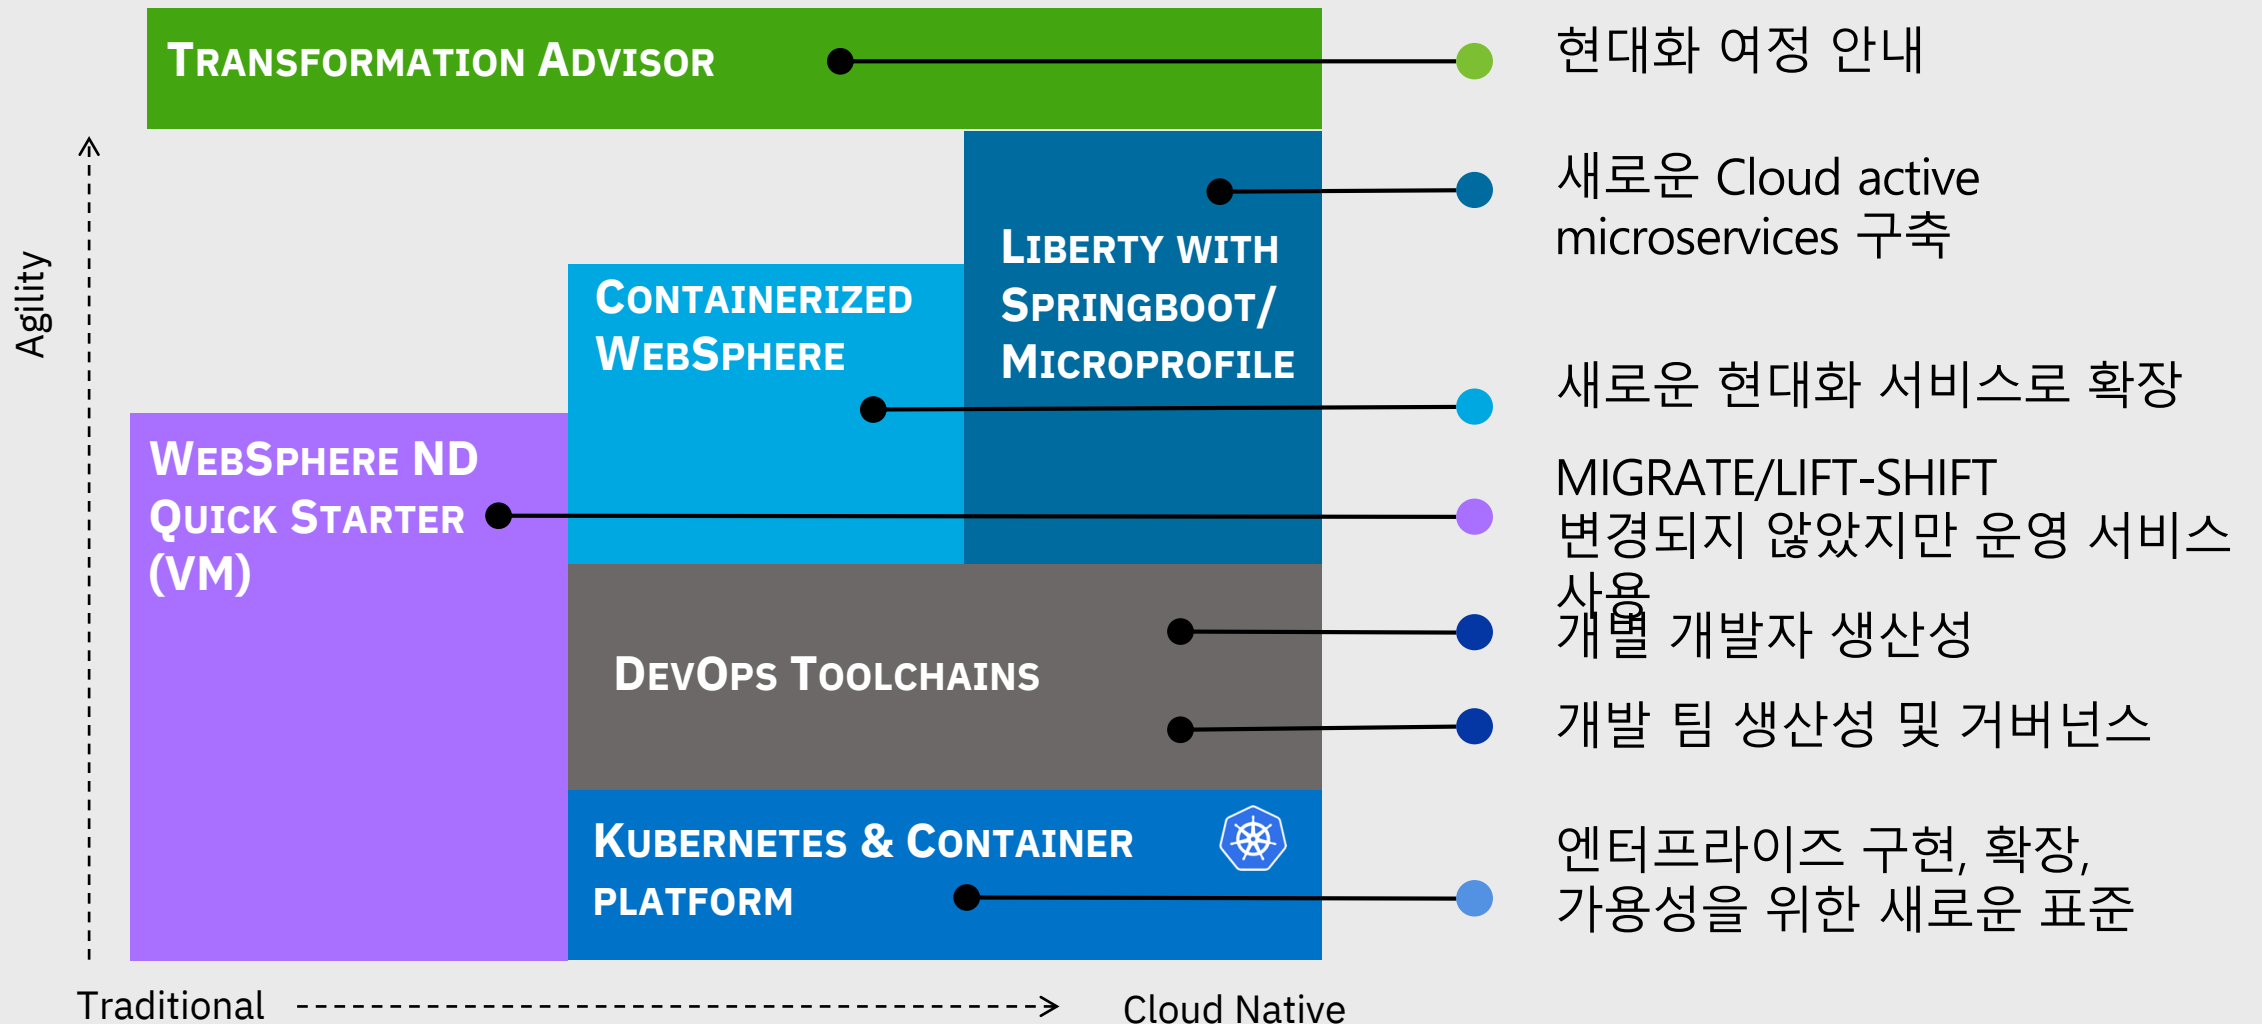 TRANSFORMATION ADVISOR
현대화 여정 안내
새로운 Cloud active
microservices 구축
LIBERTY WITH
SPRINGBOOT/
MICROPROFILE
CONTAINERIZED
WEBSPHERE
새로운 현대화 서비스로 확장
WEBSPHERE ND
QUICK STARTER
(VM)
MIGRATE/LIFT-SHIFT
변경되지 않았지만 운영 서비스
사용
개별 개발자 생산성
DEVOPS TOOLCHAINS
개발 팀 생산성 및 거버넌스
KUBERNETES & CONTAINER
PLATFORM
엔터프라이즈 구현, 확장,
가용성을 위한 새로운 표준
Agility
Traditional
Cloud Native